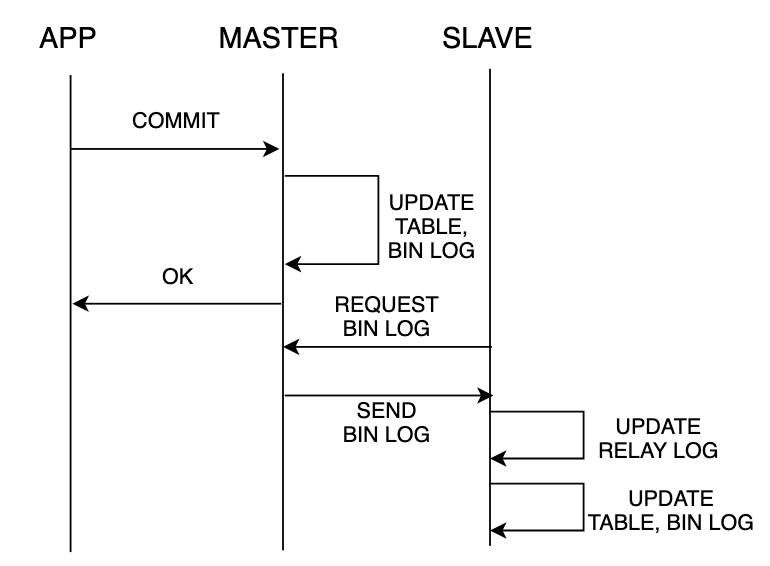 APP
MASTER
SLAVE
COMMIT
UPDATE
TABLE,
BIN LOG
OK
REQUEST
BIN LOG
SEND
BIN LOG
UPDATE
RELAY LOG
UPDATE
TABLE, BIN LOG